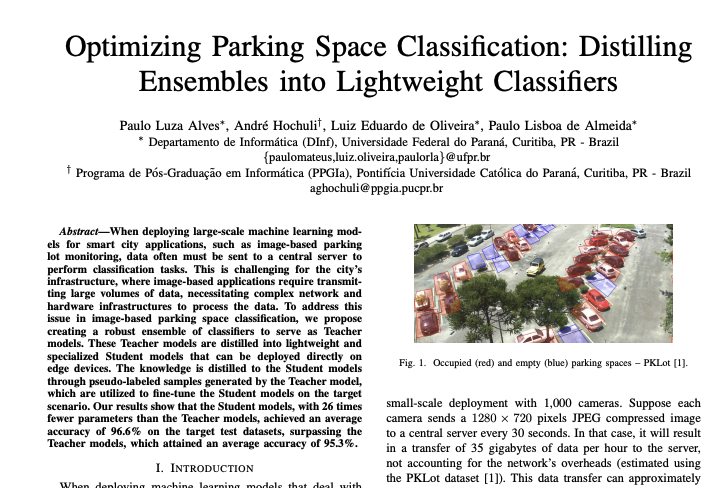 Optimizing Parking Space Classification: Distilling
Ensembles into Lightweight Classifiers
Paulo Luza Alves*, André Hochuli†, Luiz Eduardo de Oliveira*, Paulo Lisboa de Almeida*
* Departamento de Informática (DInf), Universidade Federal do Paraná, Curitiba, PR - Brazil
{paulomateus,luiz.oliveira,paulorla}@ufpr.br
† Programa de Pós-Graduação em Informática (PPGIa), Pontifícia Universidade Católica do Paraná, Curitiba, PR - Brazil
aghochuli@ppgia.pucpr.br
Abstract—When deploying large-scale machine learning mod-
els for smart city applications, such as image-based parking
lot monitoring, data often must be sent to a central server to
perform classification tasks. This is challenging for the city's
infrastructure, where image-based applications require transmit-
ting large volumes of data, necessitating complex network and
hardware infrastructures to process the data. To address this
issue in image-based parking space classification, we propose
creating a robust ensemble of classifiers to serve as Teacher
models. These Teacher models are distilled into lightweight and
specialized Student models that can be deployed directly on
edge devices. The knowledge is distilled to the Student models
through pseudo-labeled samples generated by the Teacher model,
which are utilized to fine-tune the Student models on the target
scenario. Our results show that the Student models, with 26 times
fewer parameters than the Teacher models, achieved an average
accuracy of 96.6% on the target test datasets, surpassing the
Teacher models, which attained an average accuracy of 95.3%.
I. INTRODUCTION
When deploying machine learning models that deal with
Fig. 1. Occupied (red) and empty (blue) parking spaces – PKLot [1].
small-scale deployment with 1,000 cameras. Suppose each
camera sends a 1280 × 720 pixels JPEG compressed image
to a central server every 30 seconds. In that case, it will result
in a transfer of 35 gigabytes of data per hour to the server,
not accounting for the network's overheads (estimated using
the PKLot dataset [1]). This data transfer can approximately